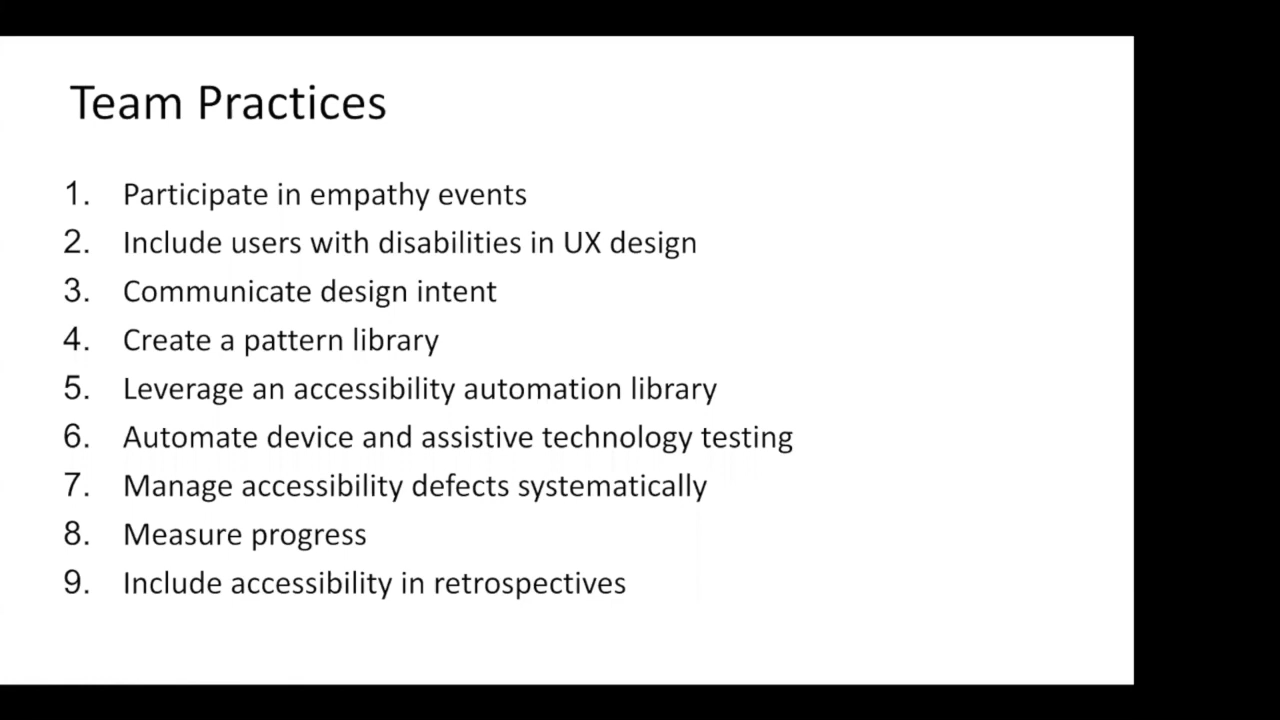 Team Practices
1. Participate in empathy events
2. Include users with disabilities in UX design
3. Communicate design intent
4. Create a pattern library
5. Leverage an accessibility automation library
6. Automate device and assistive technology testing
7. Manage accessibility defects systematically
8. Measure progress
9. Include accessibility in retrospectives